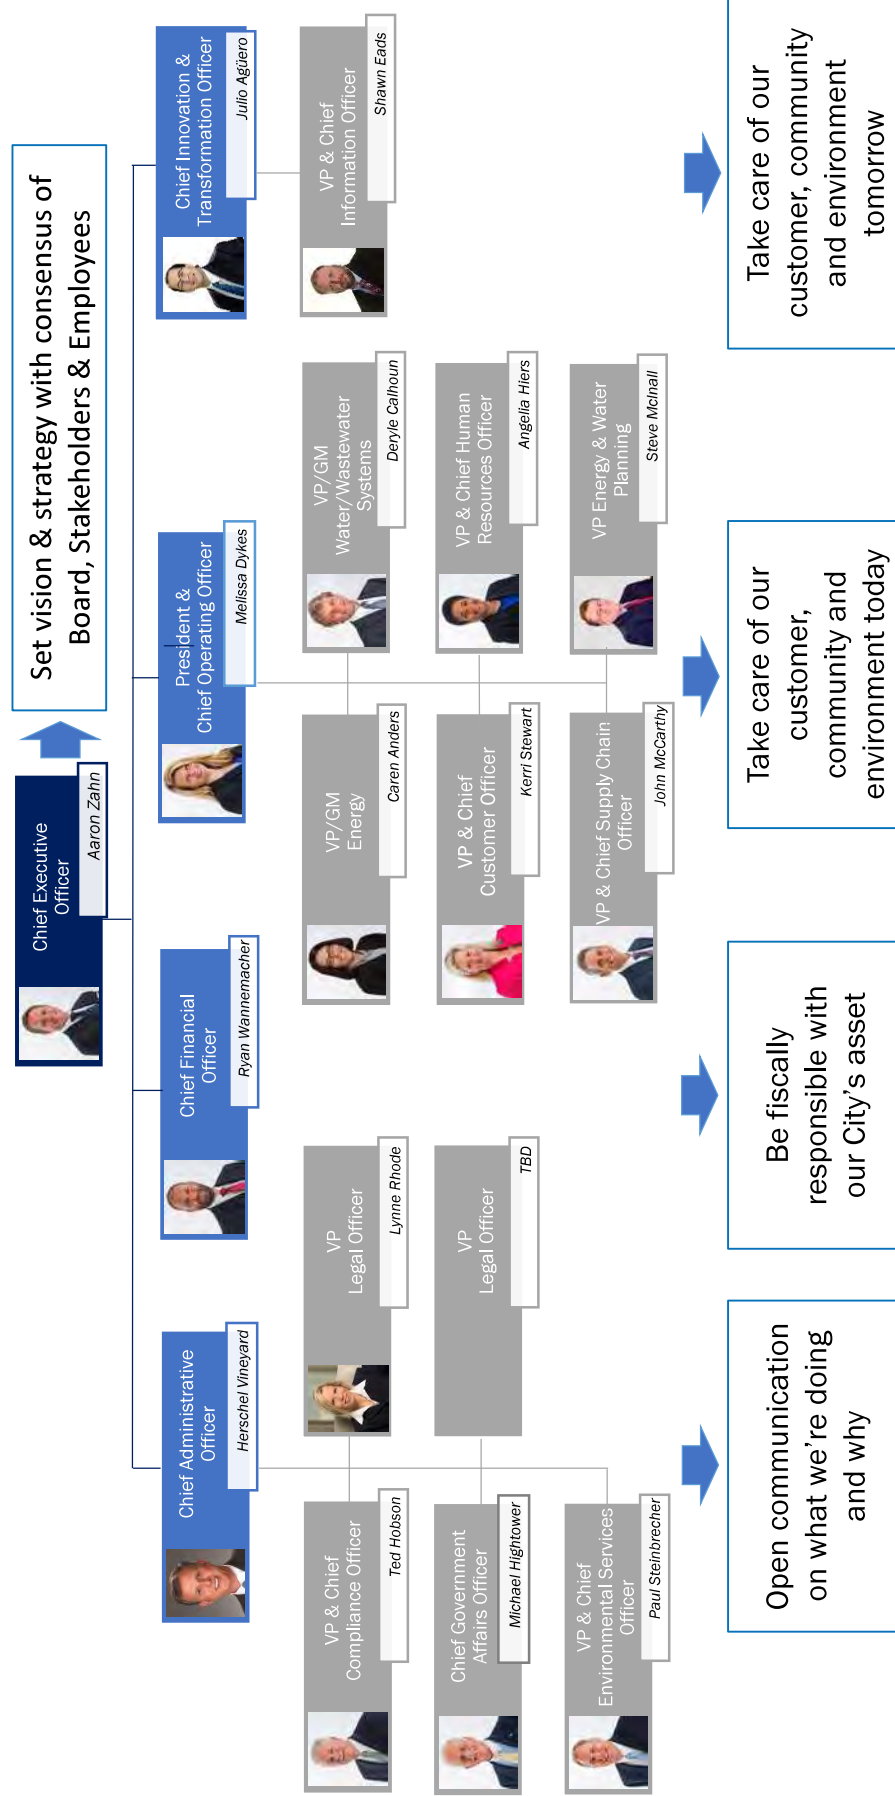 Chief Executive
Officer
Aaron Zahn
Set vision & strategy with consensus of
Board, Stakeholders & Employees
Chief Administrative
Officer
Herschel Vineyard
Chief Financial
Officer
Ryan Wannemacher
President &
Chief Operating Officer
Melissa Dykes
Chief Innovation &
Transformation Officer
Julio Agüero
VP & Chief
Compliance Officer
Ted Hobson
VP
Legal Officer
Lynne Rhode
VP/GM
Energy
Caren Anders
VP/GM
Water/Wastewater
Systems
Deryle Calhoun
VP & Chief
Information Officer
Shawn Eads
Chief Government
Affairs Officer
Michael Hightower
VP
Legal Officer
TBD
VP & Chief
Customer Officer
Kerri Stewart
VP & Chief Human
Resources Officer
Angelia Hiers
VP & Chief
Environmental Services
Officer
Paul Steinbrecher
VP & Chief Supply Chain
Officer
John McCarthy
VP Energy & Water
Planning
Steve McInall
Open communication
on what we're doing
and why
Be fiscally
responsible with
our City's asset
Take care of our
customer,
community and
environment today
Take care of our
customer, community
and environment
tomorrow